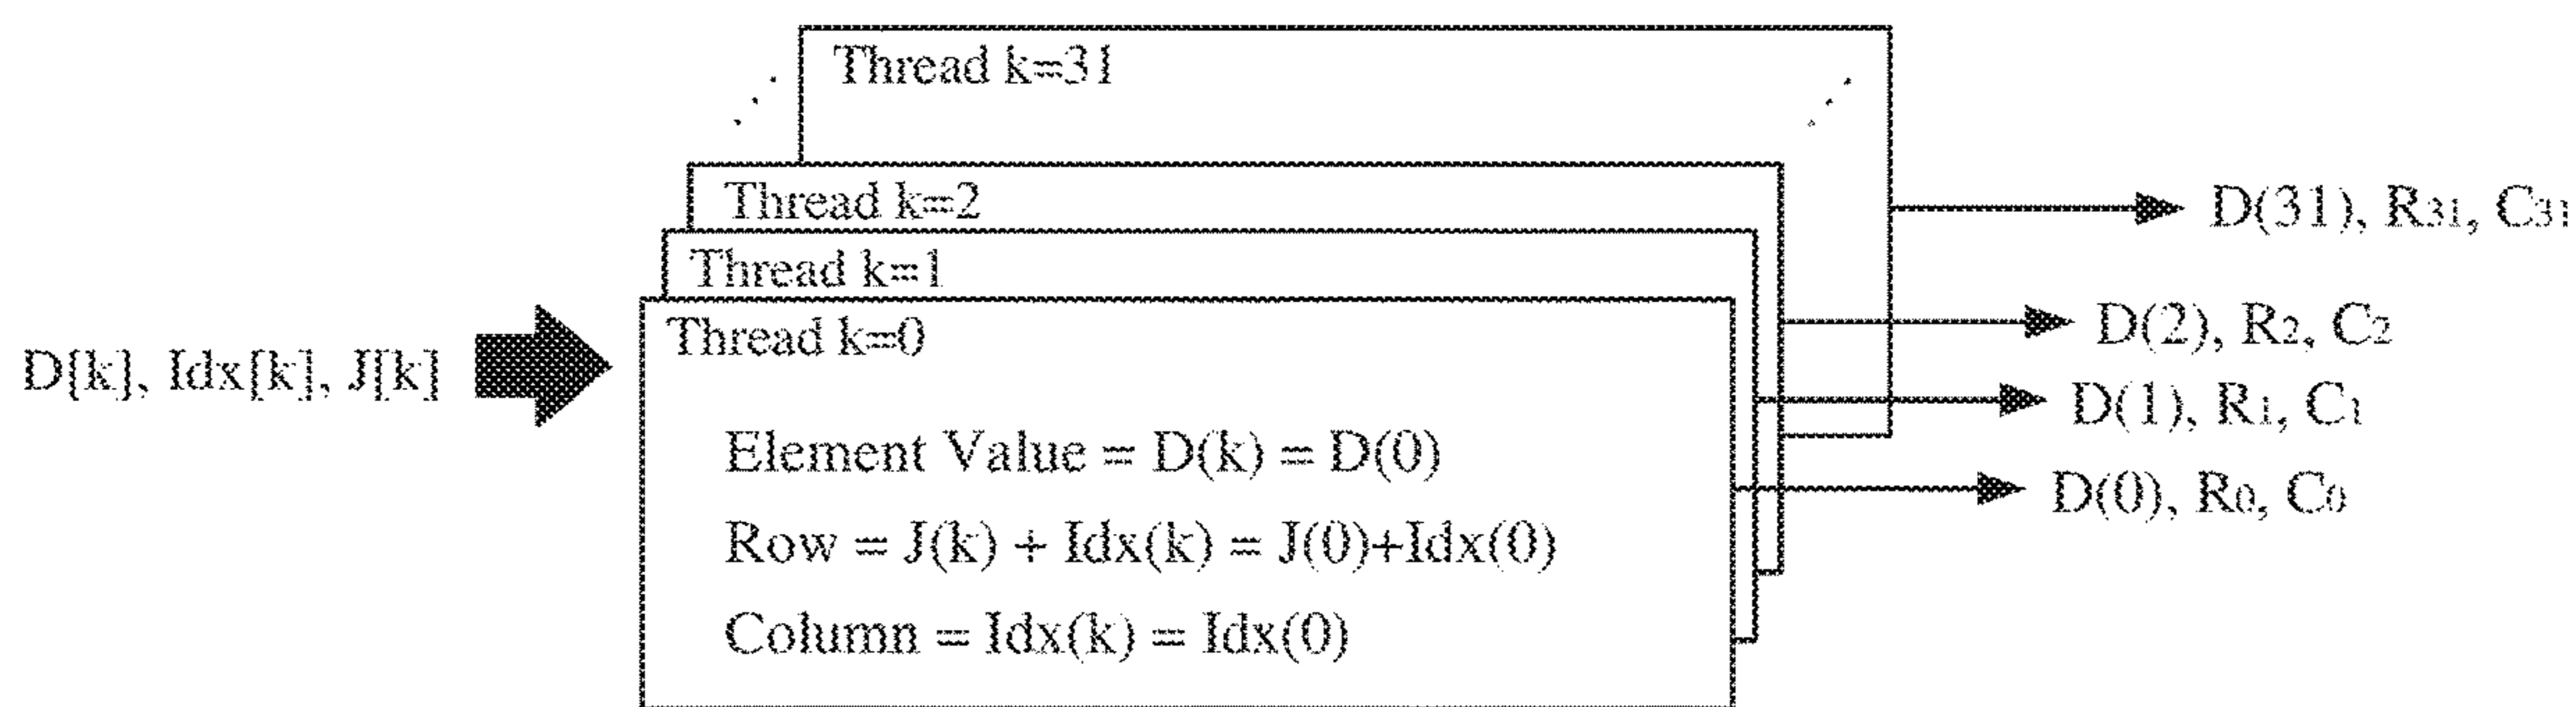 Thread k=31
Thread k=2
Thread k=1
Thread k=0
D[k], Idx[k], J[k]
Element Value = D(k) = D(0)
Row = J(k) + Idx(k) = J(0)+Idx(0)
Column = Idx(k) = Idx(0)
D(31), R31, C31
D(2), R2, C2
D(1), R1, C1
D(0), R0, C0